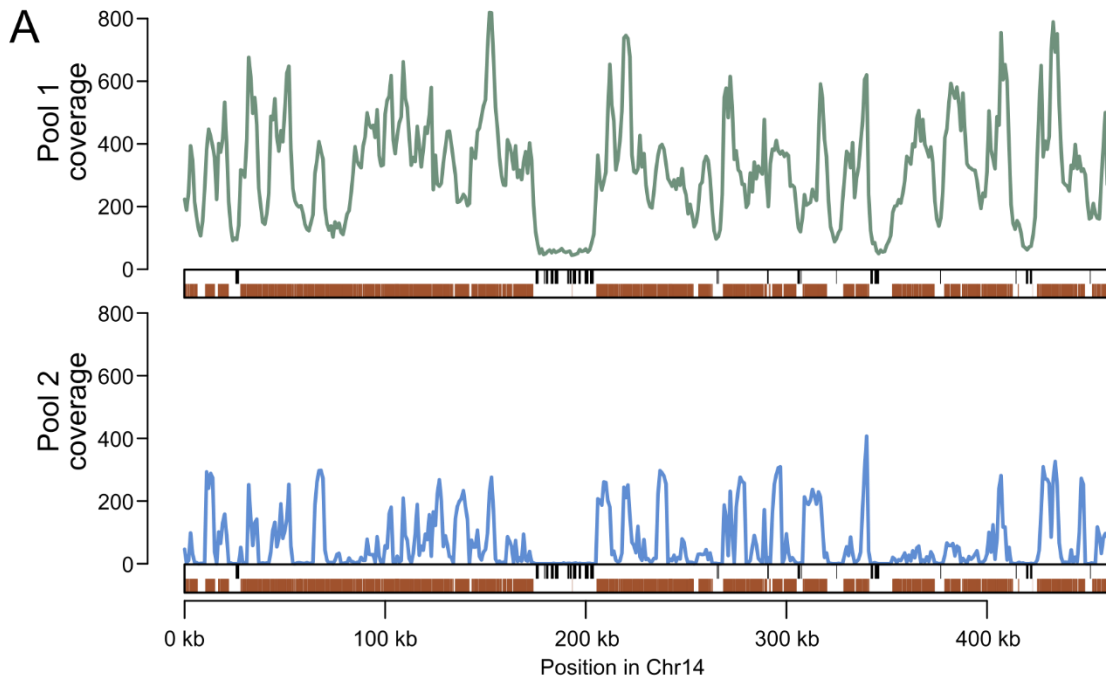 A
Pool 1
coverage
800
600
400
200
0
Pool 2
coverage
800
600
400
200
0
0 kb 100 kb 200 kb 300 kb 400 kb
Position in Chr14